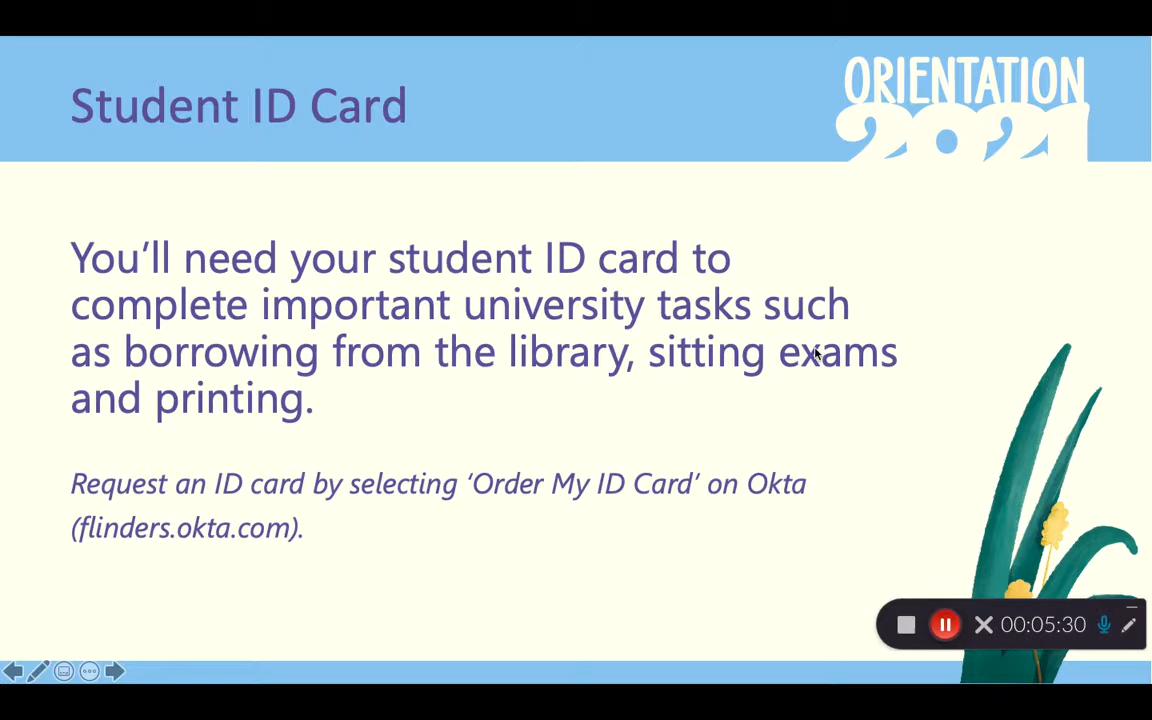 Student ID Card
ORIENTATION
2021
You’ll need your student ID card to
complete important university tasks such
as borrowing from the library, sitting exams
and printing.
Request an ID card by selecting ‘Order My ID Card’ on Okta
(flinders.okta.com).
00:05:30